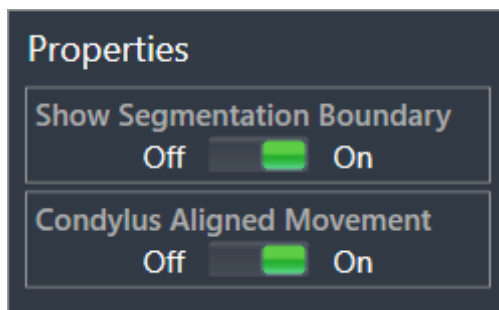 Properties
Show Segmentation Boundary
Off On
Condylus Aligned Movement
Off On